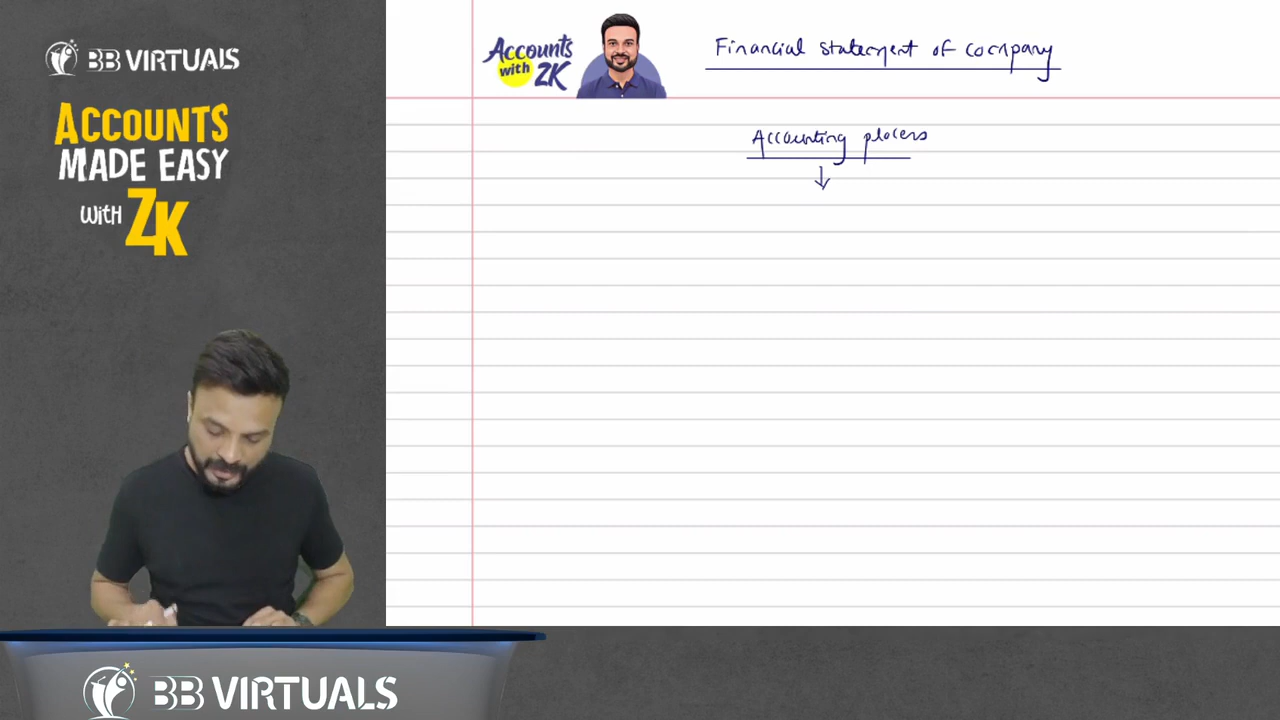 BB VIRTUALS
ACCOUNTS
MADE EASY
with ZK
Accounts
with ZK
Financial statement of company
Accounting process
BB VIRTUALS